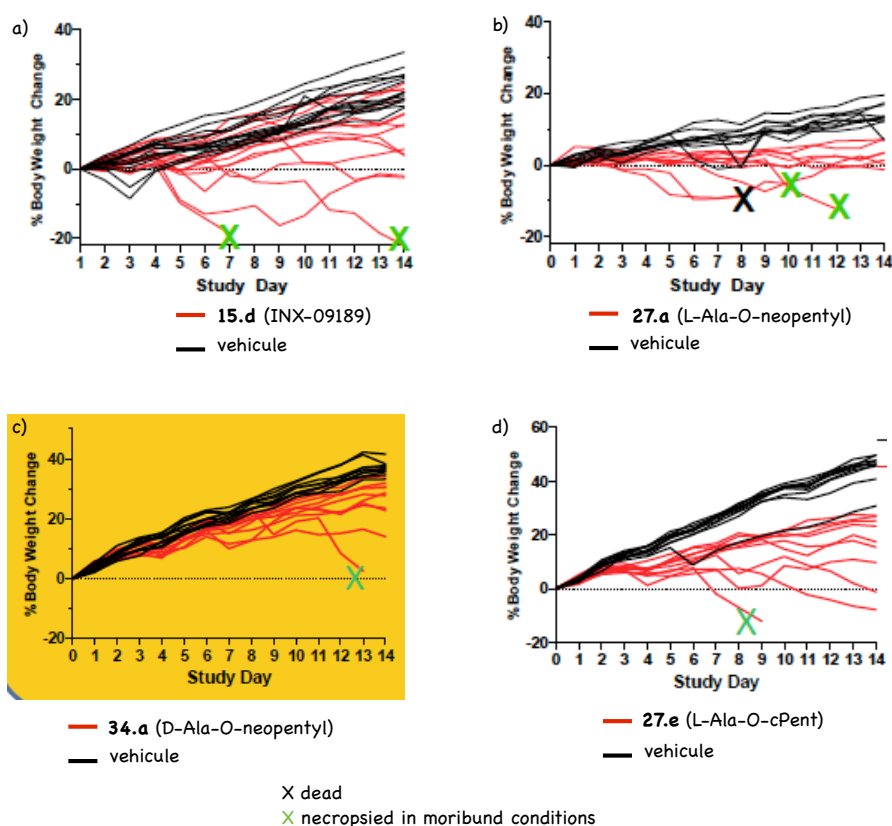 a)
% Body Weight Change
40
20
0
-20
1 2 3 4 5 6 7 8 9 10 11 12 13 14
Study Day
X
X
15.d (INX-09189)
vehicule
b)
% Body Weight Change
40
20
0
-20
0 1 2 3 4 5 6 7 8 9 10 11 12 13 14
Study Day
X
X
X
27.a (L-Ala-O-neopentyl)
vehicule
c)
% Body Weight Change
40
20
0
-20
0 1 2 3 4 5 6 7 8 9 10 11 12 13 14
Study Day
X
34.a (D-Ala-O-neopentyl)
vehicule
d)
% Body Weight Change
60
40
20
0
-20
0 1 2 3 4 5 6 7 8 9 10 11 12 13 14
Study Day
X
27.e (L-Ala-O-cPent)
vehicule
X dead
X necropsied in moribund conditions